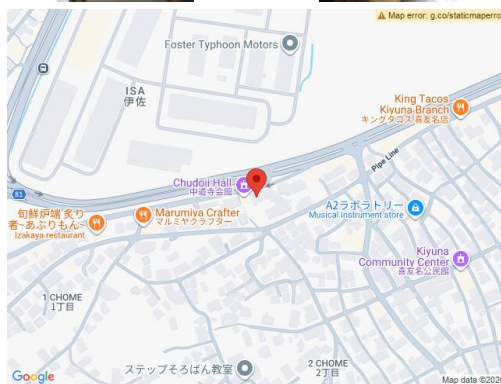 Map error: g.co/staticmaperro
Foster Typhoon Motors
ISA
伊佐
King Tacos
Kiyuna Branch
キングタコス 喜友名店
Pipe Line
81
Chudoji Hall
中道寺会館
A2ラボラトリー
Musical instrument store
旬鮮炉端 炙り
者~あぶりもん~
Izakaya restaurant
Marumiya Crafter
マルミヤクラフター
Kiyuna
Community Center
喜友名公民館
1 CHOME
1丁目
2 CHOME
2丁目
ステップそろばん教室
Google
Map data ©202